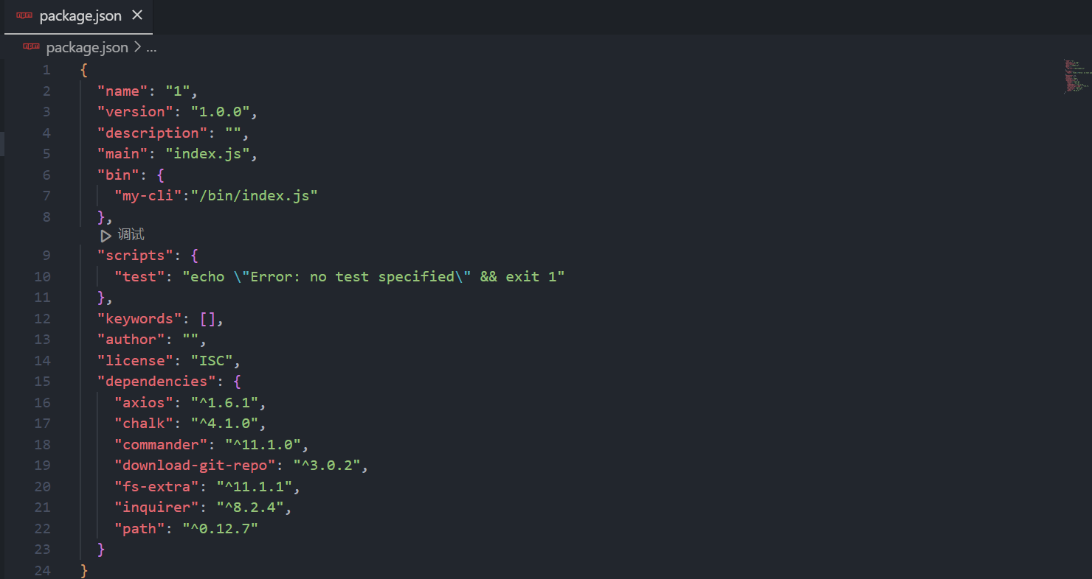 package.json
package.json > ...
1 {
2 "name": "1",
3 "version": "1.0.0",
4 "description": "",
5 "main": "index.js",
6 "bin": {
7 "my-cli":"/bin/index.js"
8 },
调试
9 "scripts": {
10 "test": "echo \"Error: no test specified\" && exit 1"
11 },
12 "keywords": [],
13 "author": "",
14 "license": "ISC",
15 "dependencies": {
16 "axios": "^1.6.1",
17 "chalk": "^4.1.0",
18 "commander": "^11.1.0",
19 "download-git-repo": "^3.0.2",
20 "fs-extra": "^11.1.1",
21 "inquirer": "^8.2.4",
22 "path": "^0.12.7"
23 }
24 }